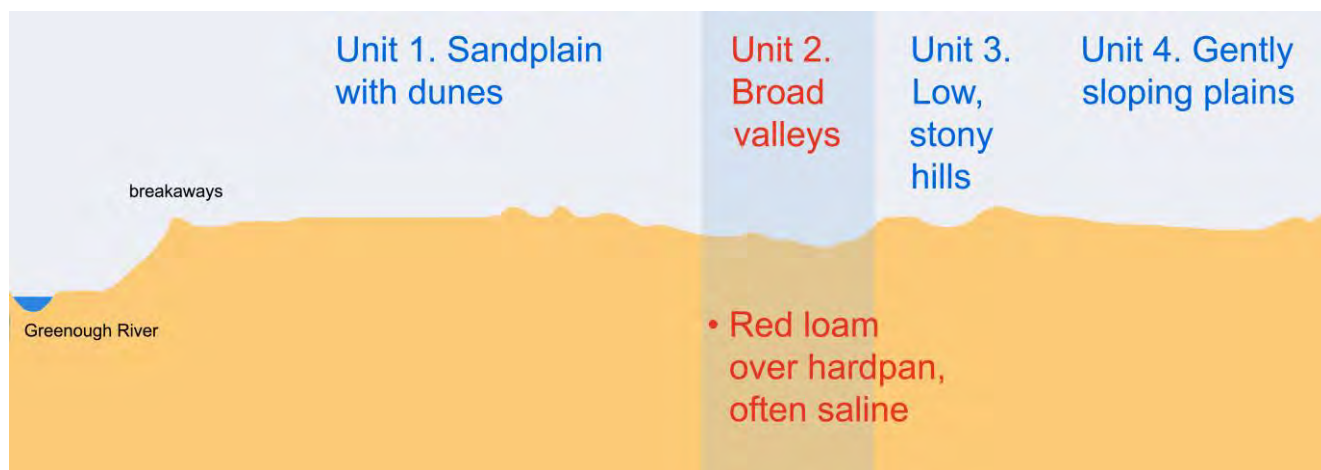 Unit 1. Sandplain
with dunes
Unit 2.
Broad
valleys
Unit 3.
Low,
stony
hills
Unit 4. Gently
sloping plains
breakaways
Greenough River
• Red loam
over hardpan,
often saline